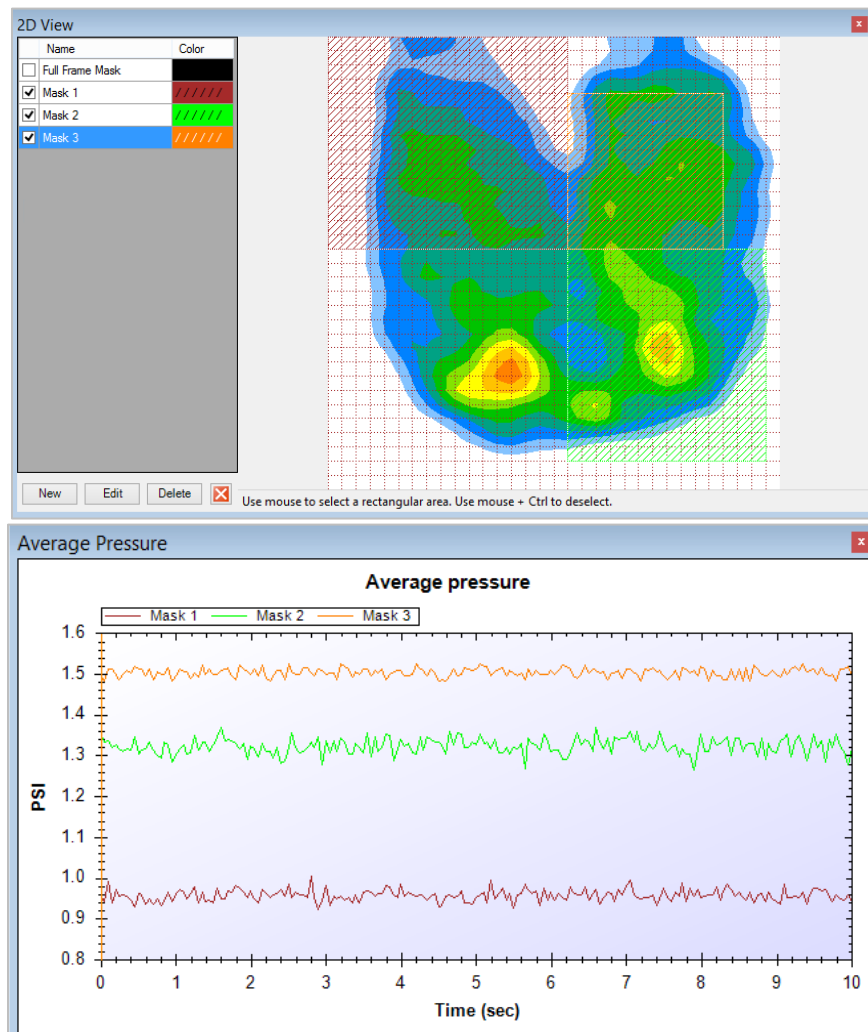 2D View
x
Name Color
Full Frame Mask
Mask 1 //////
Mask 2 //////
Mask 3 //////
New Edit Delete Use mouse to select a rectangular area. Use mouse + Ctrl to deselect.
Average Pressure
x
Average pressure
Mask 1 Mask 2 Mask 3
1.6
1.5
1.4
1.3
1.2
1.1
1.0
0.9
0.8
PSI
0 1 2 3 4 5 6 7 8 9 10
Time (sec)